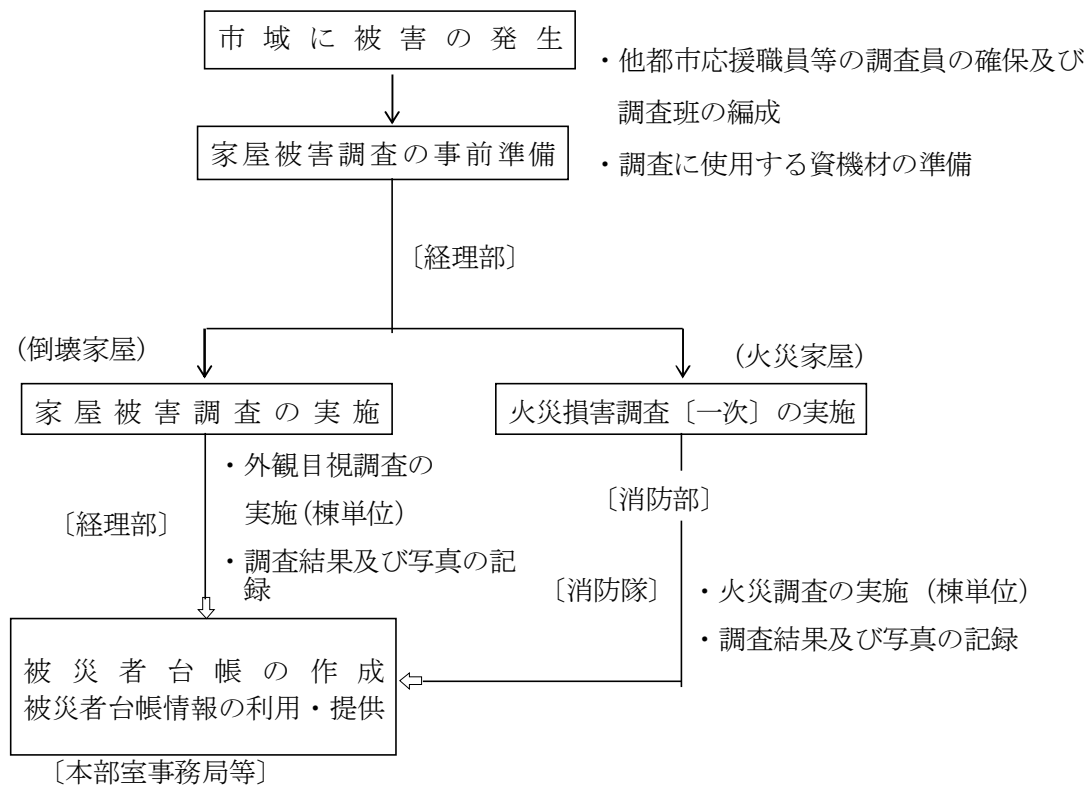 市域に被害の発生
・他都市応援職員等の調査員の確保及び
調査班の編成
家屋被害調査の事前準備
・調査に使用する資機材の準備
〔経理部〕
(倒壊家屋)
(火災家屋)
家屋被害調査の実施
火災損害調査〔一次〕の実施
・外観目視調査の
実施(棟単位)
〔経理部〕
・調査結果及び写真の記
録
〔消防部〕
〔消防隊〕
・火災調査の実施（棟単位）
・調査結果及び写真の記録
被災者台帳の作成
被災者台帳情報の利用・提供
〔本部室事務局等〕